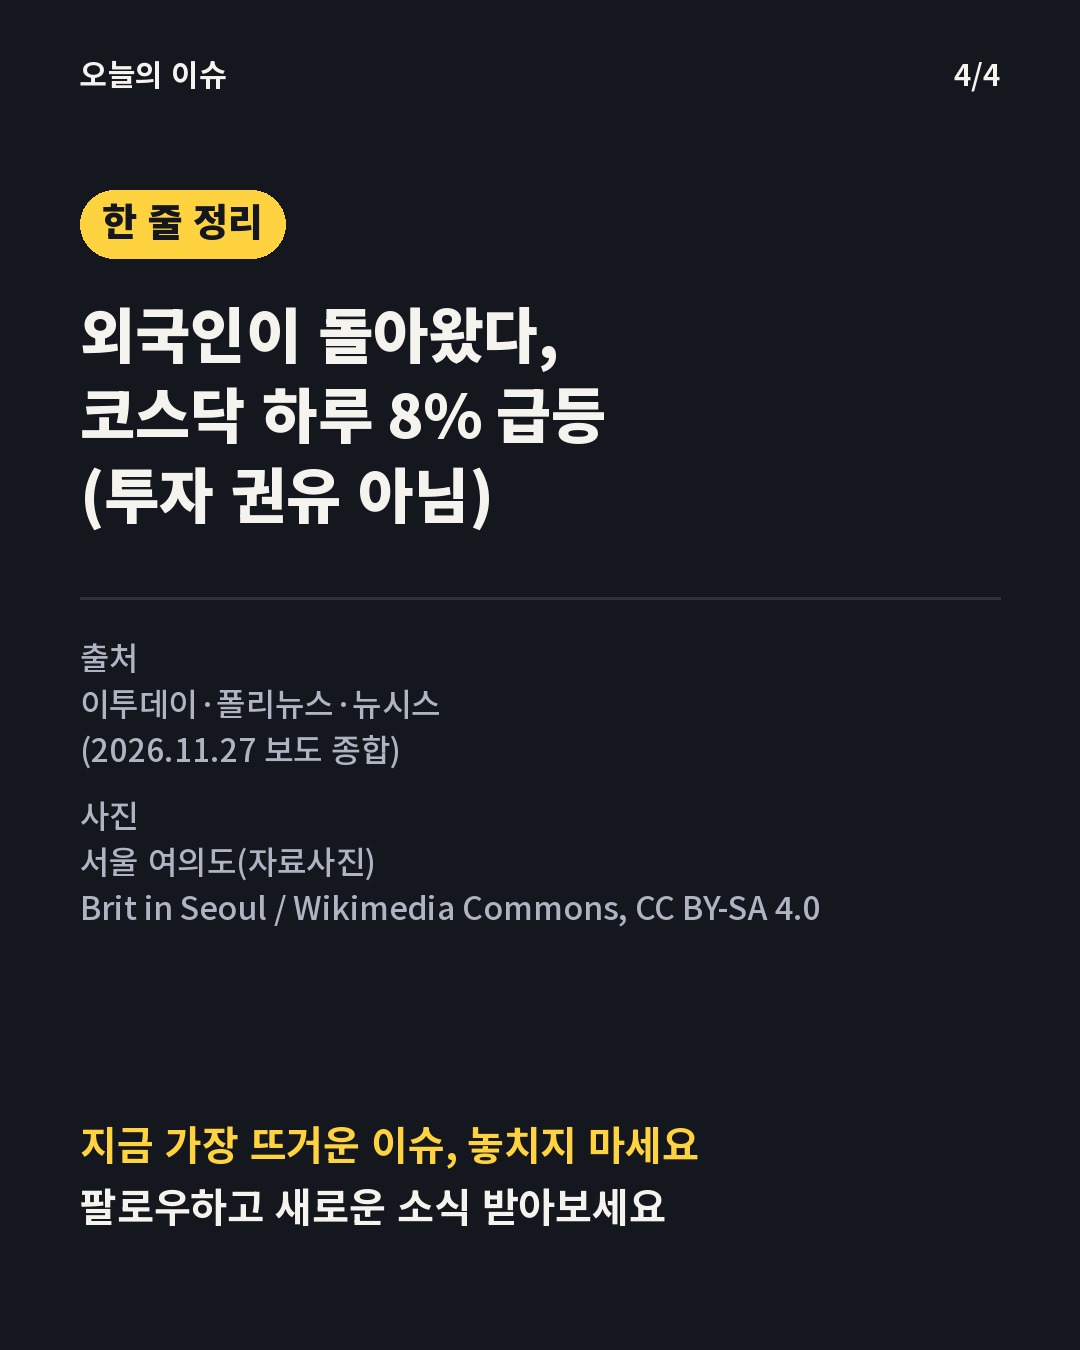 오늘의 이슈
4/4
한 줄 정리
외국인이 돌아왔다,
코스닥 하루 8% 급등
(투자 권유 아님)
출처
이투데이·폴리뉴스·뉴시스
(2026.11.27 보도 종합)
사진
서울 여의도(자료사진)
Brit in Seoul / Wikimedia Commons, CC BY-SA 4.0
지금 가장 뜨거운 이슈, 놓치지 마세요
팔로우하고 새로운 소식 받아보세요